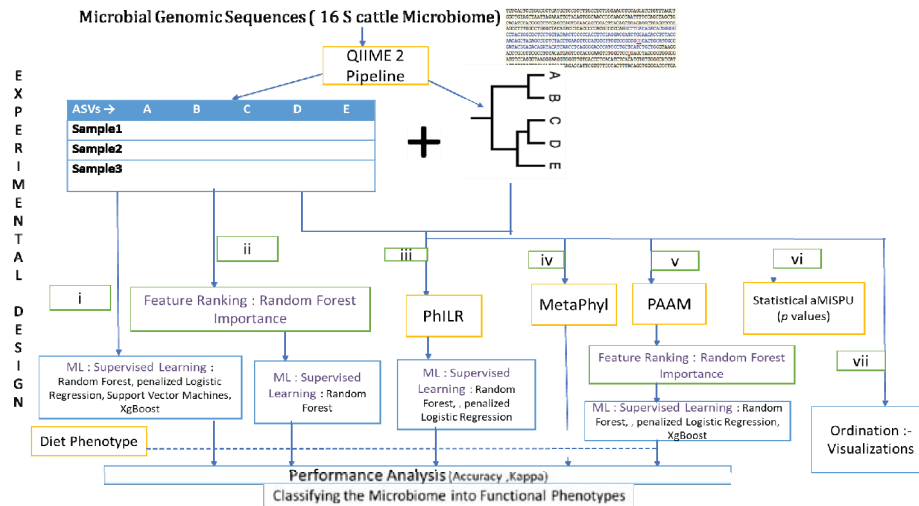 Microbial Genomic Sequences ( 16 S cattle Microbiome)
QIIME 2
Pipeline
EXPERIMENTAL DESIGN
ASVs → A B C D E
Sample1
Sample2
Sample3
+
A
B
C
D
E
i
ii
iii
iv
v
vi
vii
Feature Ranking : Random Forest
Importance
PhILR
MetaPhyl
PAAM
Statistical aMiSPU
(p values)
Feature Ranking : Random Forest
Importance
ML : Supervised Learning :
Random Forest, penalized Logistic
Regression, Support Vector Machines,
XgBoost
ML : Supervised
Learning : Random
Forest
ML : Supervised
Learning : Random
Forest, , penalized
Logistic Regression
ML : Supervised Learning : Random
Forest, , penalized Logistic Regression,
XgBoost
Ordination :-
Visualizations
Diet Phenotype
Performance Analysis (Accuracy ,Kappa)
Classifying the Microbiome into Functional Phenotypes